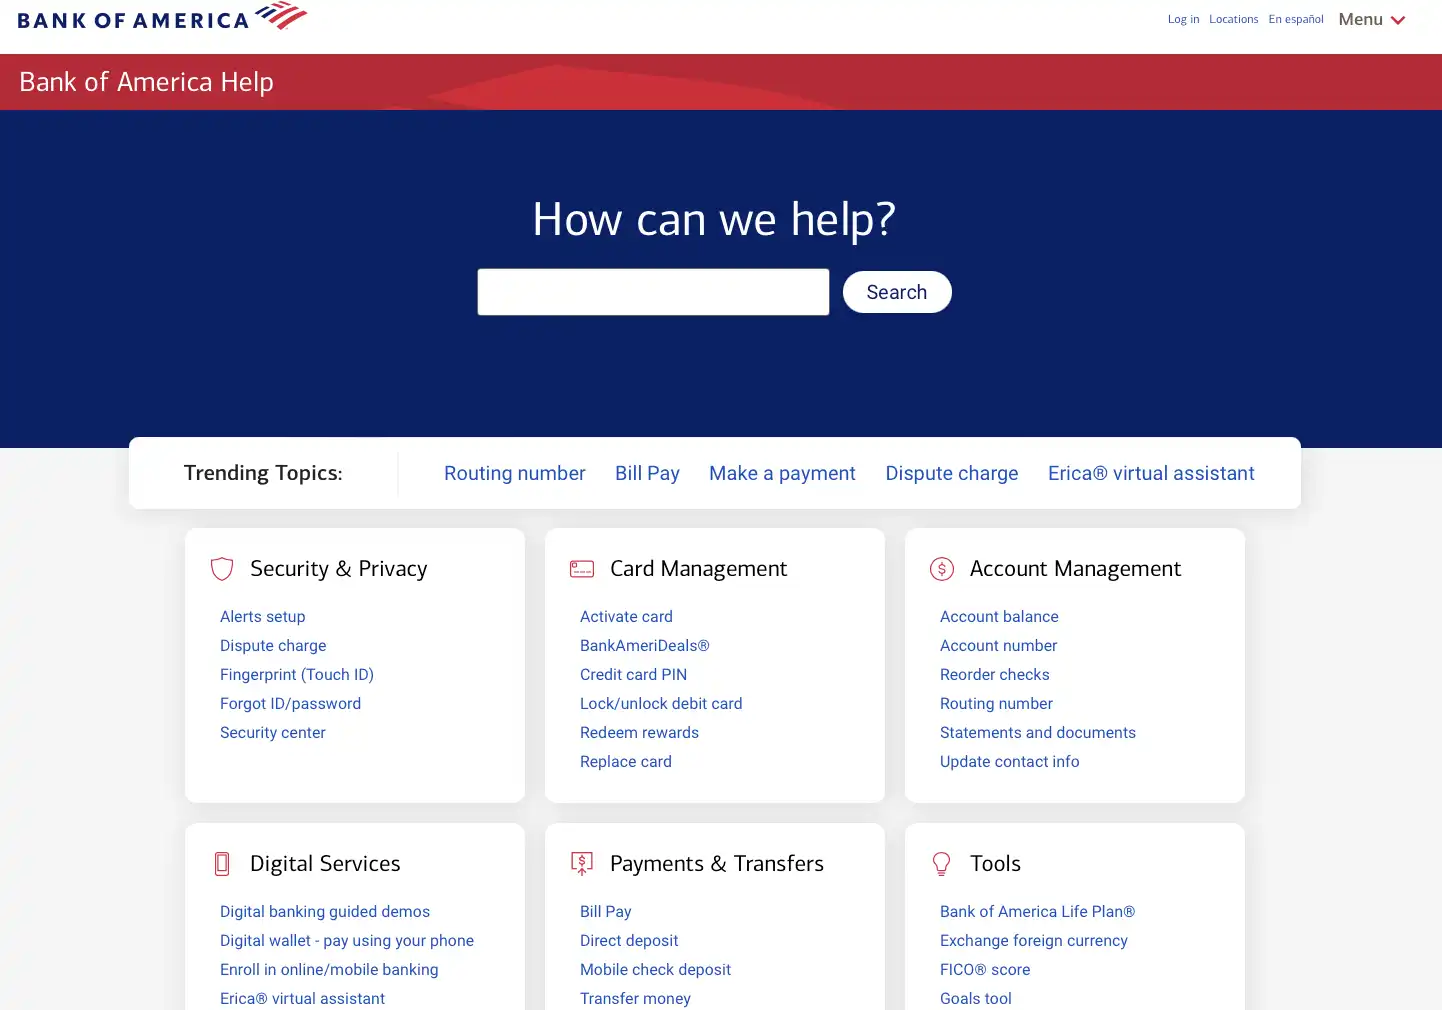 BANK OF AMERICA
Log in
Locations
En español
Menu
Bank of America Help
How can we help?
Search
Trending Topics:
Routing number
Bill Pay
Make a payment
Dispute charge
Erica® virtual assistant
Security & Privacy
Alerts setup
Dispute charge
Fingerprint (Touch ID)
Forgot ID/password
Security center
Card Management
Activate card
BankAmeriDeals®
Credit card PIN
Lock/unlock debit card
Redeem rewards
Replace card
Account Management
Account balance
Account number
Reorder checks
Routing number
Statements and documents
Update contact info
Digital Services
Digital banking guided demos
Digital wallet - pay using your phone
Enroll in online/mobile banking
Erica® virtual assistant
Payments & Transfers
Bill Pay
Direct deposit
Mobile check deposit
Transfer money
Tools
Bank of America Life Plan®
Exchange foreign currency
FICO® score
Goals tool